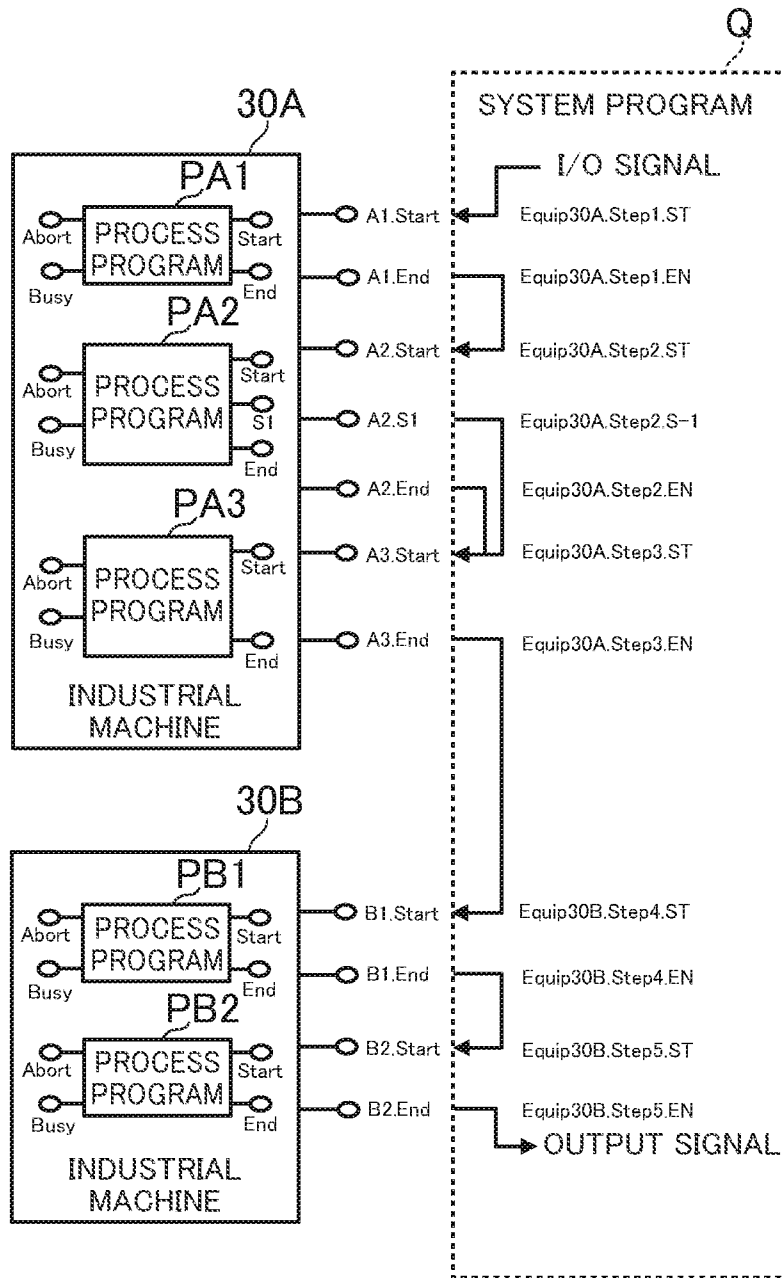 Q
SYSTEM PROGRAM
I/O SIGNAL
30A
PA1
Abort
PROCESS
PROGRAM
Start
Busy
End
PA2
Abort
PROCESS
PROGRAM
Start
S1
Busy
End
PA3
Abort
PROCESS
PROGRAM
Start
Busy
End
INDUSTRIAL
MACHINE
A1.Start
Equip30A.Step1.ST
A1.End
Equip30A.Step1.EN
A2.Start
Equip30A.Step2.ST
A2.S1
Equip30A.Step2.S-1
A2.End
Equip30A.Step2.EN
A3.Start
Equip30A.Step3.ST
A3.End
Equip30A.Step3.EN
30B
PB1
Abort
PROCESS
PROGRAM
Start
Busy
End
PB2
Abort
PROCESS
PROGRAM
Start
Busy
End
INDUSTRIAL
MACHINE
B1.Start
Equip30B.Step4.ST
B1.End
Equip30B.Step4.EN
B2.Start
Equip30B.Step5.ST
B2.End
Equip30B.Step5.EN
OUTPUT SIGNAL